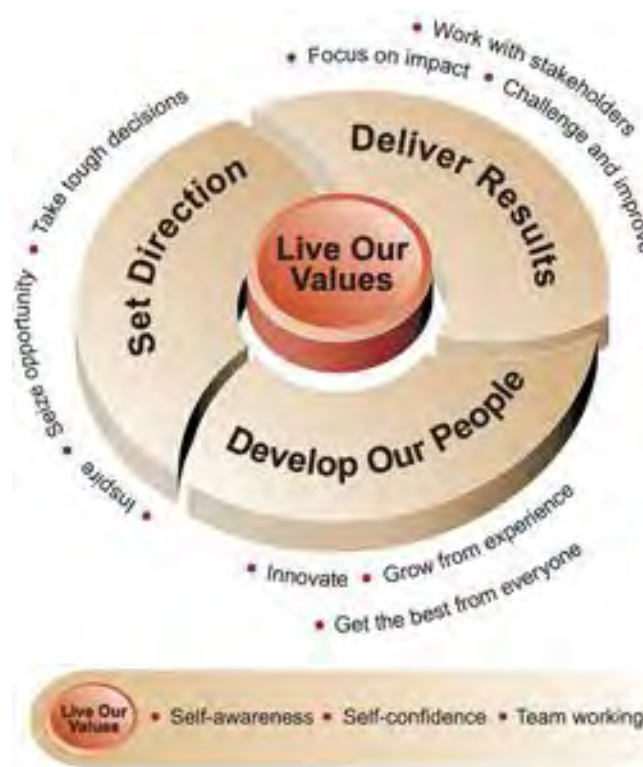 • Work with stakeholders
• Focus on impact • Challenge and improve
Deliver Results
• Take tough decisions
• Seize opportunity
• Inspire
Set Direction
Live Our
Values
Develop Our People
• Innovate • Grow from experience
• Get the best from everyone
Live Our
Values
• Self-awareness • Self-confidence • Team working